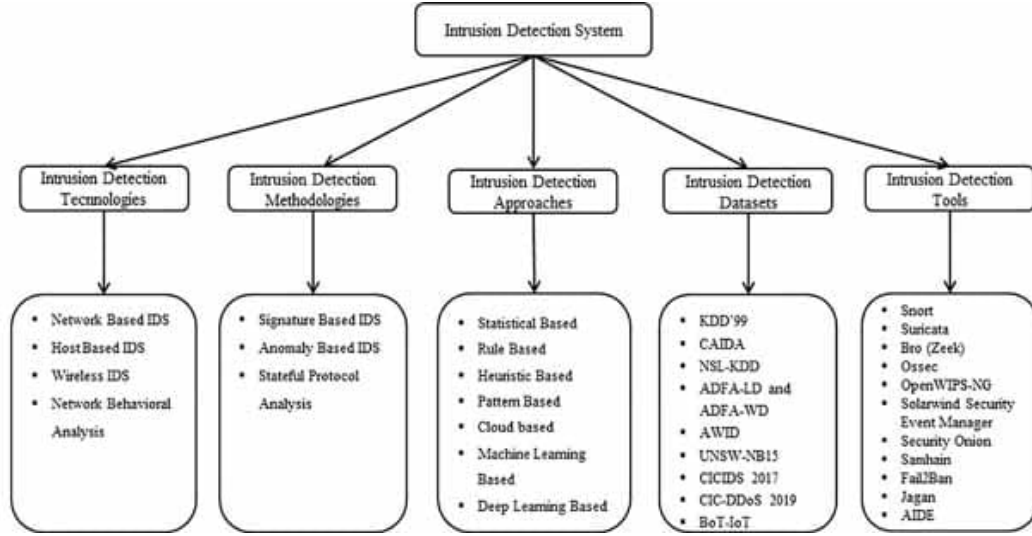 Intrusion Detection System
Intrusion Detection
Tecnnologies
Intrusion Detection
Methodologies
Intrusion Detection
Approaches
Intrusion Detection
Datasets
Intrusion Detection
Tools
▪ Network Based IDS
▪ Host Based IDS
▪ Wireless IDS
▪ Network Behavioral
Analysis
▪ Signature Based IDS
▪ Anomaly Based IDS
▪ Stateful Protocol
Analysis
▪ Statistical Based
▪ Rule Based
▪ Heuristic Based
▪ Pattern Based
▪ Cloud based
▪ Machine Learning
Based
▪ Deep Learning Based
▪ KDD'99
▪ CAIDA
▪ NSL-KDD
▪ ADFA-LD and
ADFA-WD
▪ AWID
▪ UNSW-NB15
▪ CICIDS 2017
▪ CIC-DDoS 2019
▪ BoT-IoT
▪ Snort
▪ Suricata
▪ Bro (Zeek)
▪ Ossec
▪ OpenWIPS-NG
▪ Solarwind Security
Event Manager
▪ Security Onion
▪ Samhain
▪ Fail2Ban
▪ Jagan
▪ AIDE